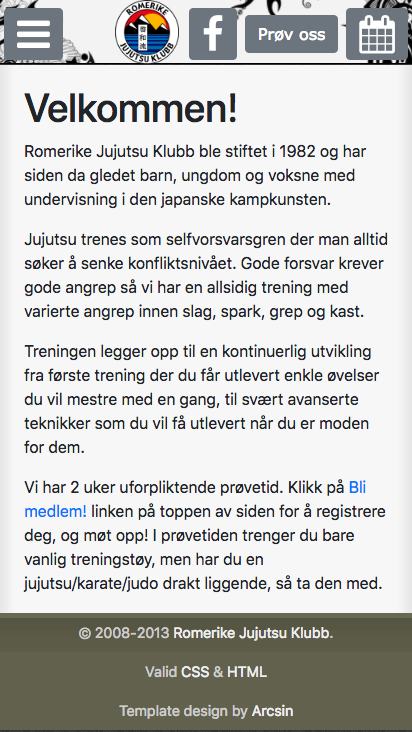 ROMERIKE
JUJUTSU KLUBB
Prøv oss
Velkommen!
Romerike Jujutsu Klubb ble stiftet i 1982 og har
siden da gledet barn, ungdom og voksne med
undervisning i den japanske kampkunsten.
Jujutsu trenes som selfvorsvarsgren der man alltid
søker å senke konfliktsnivået. Gode forsvar krever
gode angrep så vi har en allsidig trening med
varierte angrep innen slag, spark, grep og kast.
Treningen legger opp til en kontinuerlig utvikling
fra første trening der du får utlevert enkle øvelser
du vil mestre med en gang, til svært avanserte
teknikker som du vil få utlevert når du er moden
for dem.
Vi har 2 uker uforpliktende prøvetid. Klikk på Bli
medlem! linken på toppen av siden for å registrere
deg, og møt opp! I prøvetiden trenger du bare
vanlig treningstøy, men har du en
jujutsu/karate/judo drakt liggende, så ta den med.
© 2008-2013 Romerike Jujutsu Klubb.
Valid CSS & HTML
Template design by Arcsin